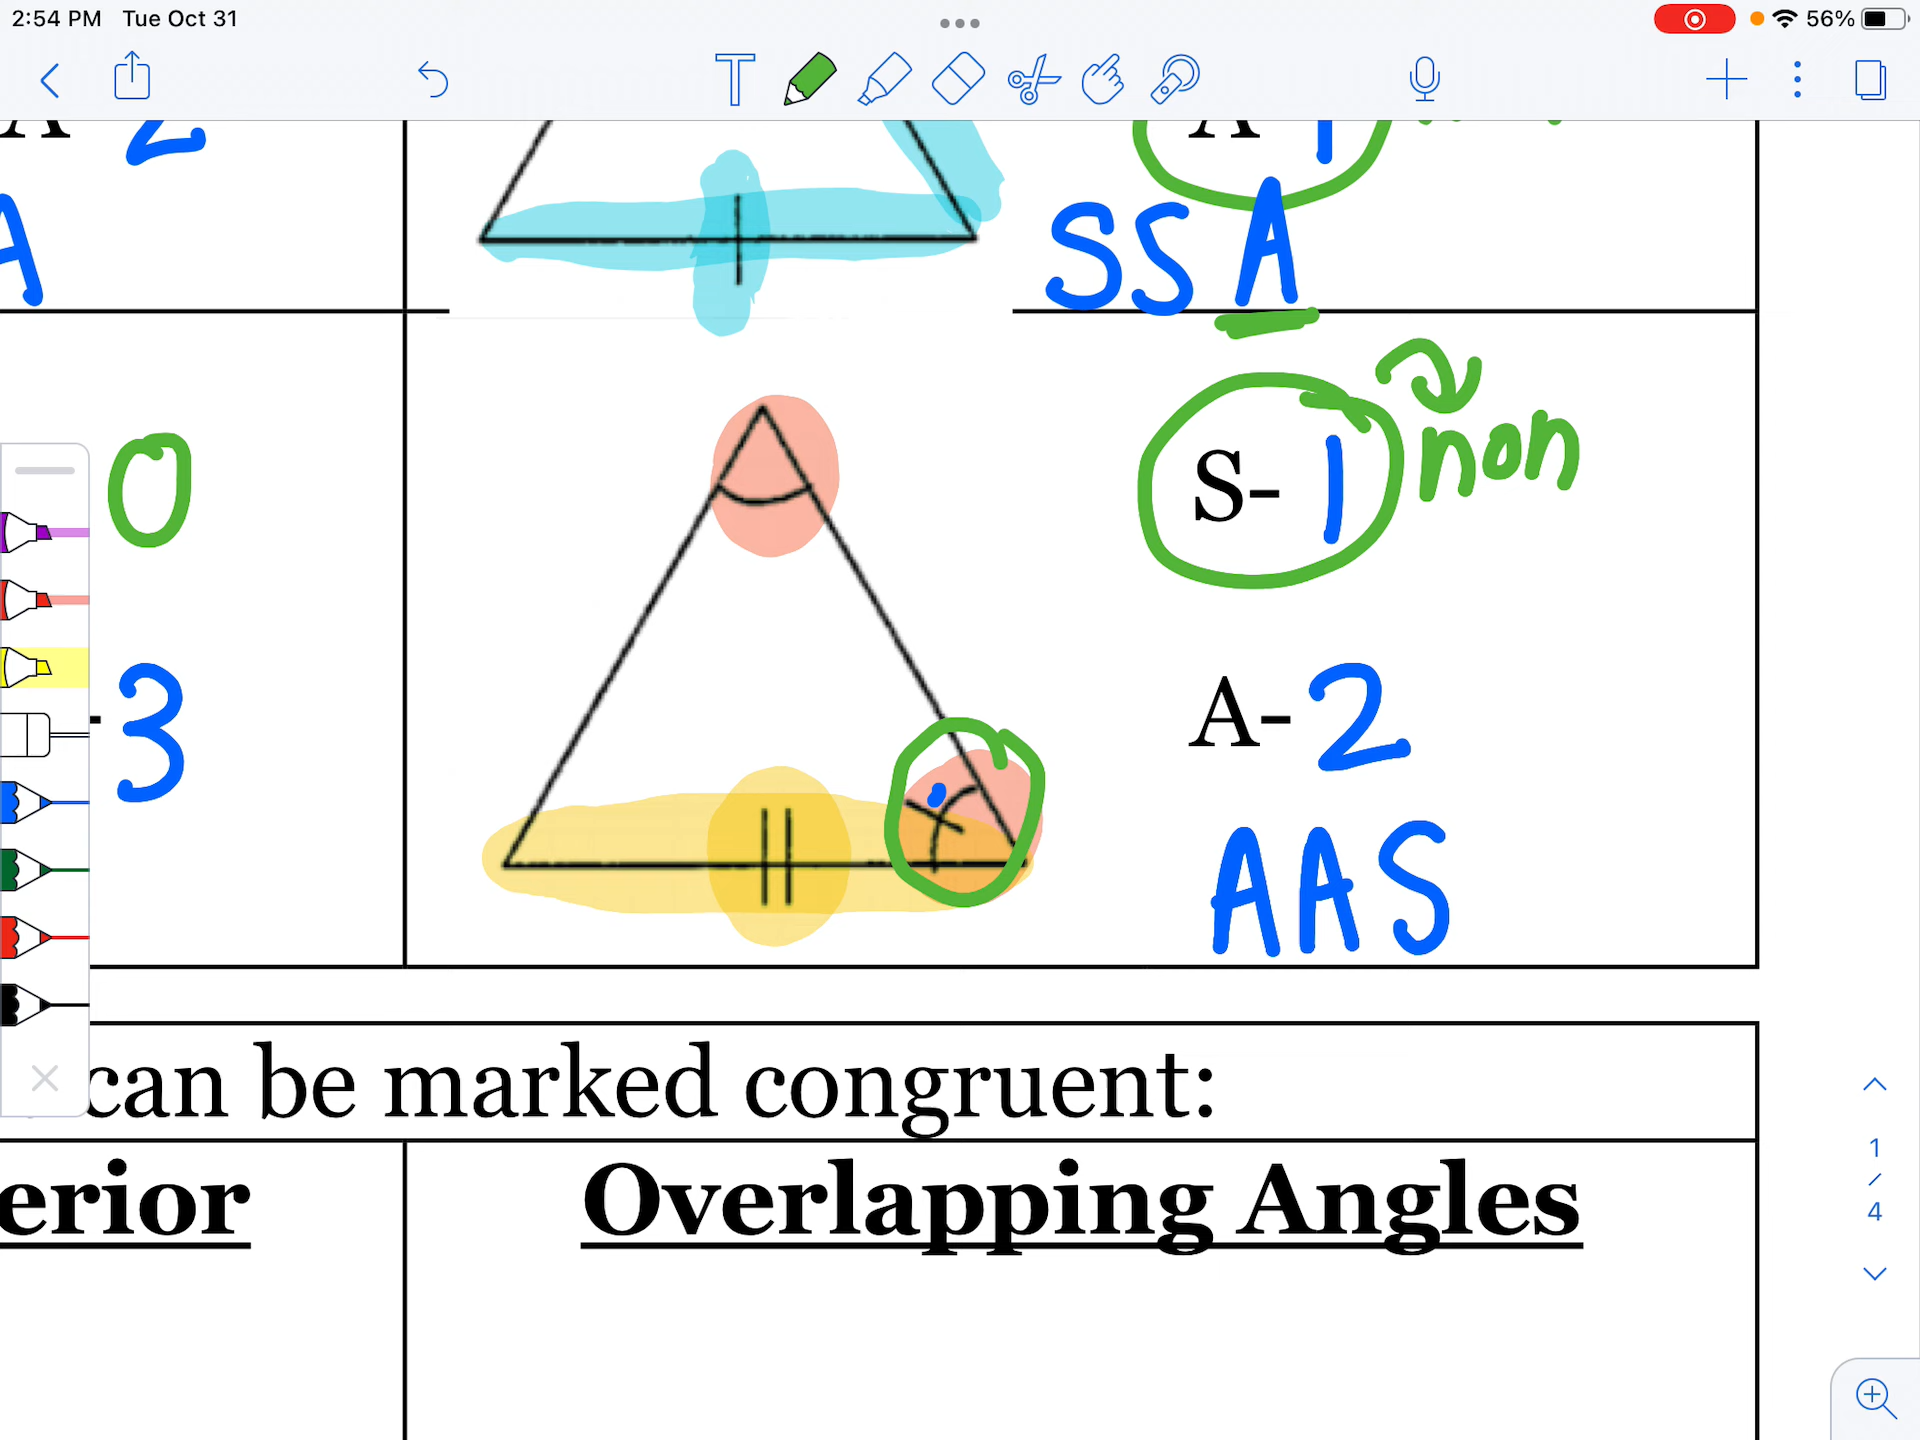 2:54 PM Tue Oct 31
56%
T
2
A
SSA
0
S-1 non
3
A-2
AAS
can be marked congruent:
erior
Overlapping Angles
1
/
4